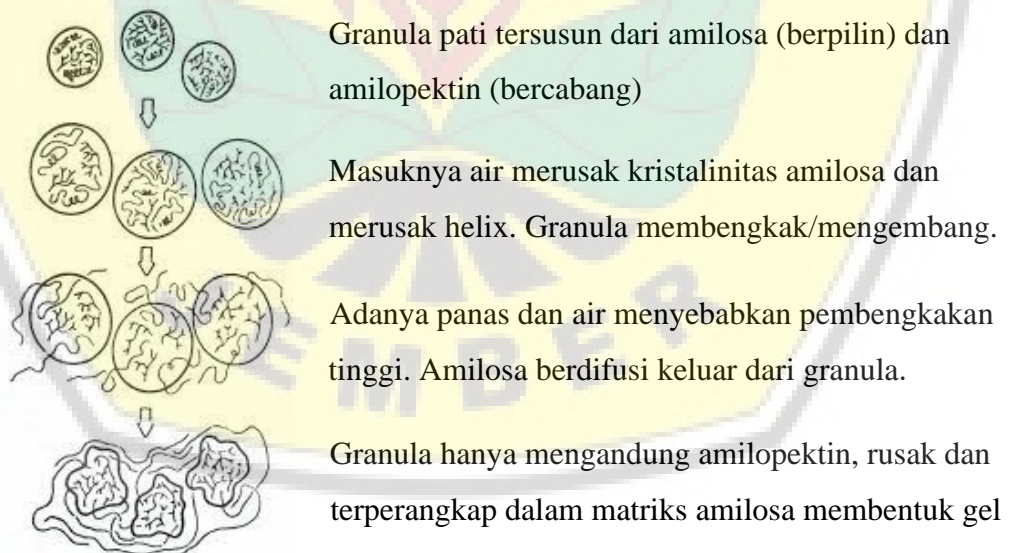 Granula pati tersusun dari amilosa (berpilin) dan
amilopektin (bercabang)
Masuknya air merusak kristalinitas amilosa dan
merusak helix. Granula membengkak/mengembang.
Adanya panas dan air menyebabkan pembengkakan
tinggi. Amilosa berdifusi keluar dari granula.
Granula hanya mengandung amilopektin, rusak dan
terperangkap dalam matriks amilosa membentuk gel
EMBER